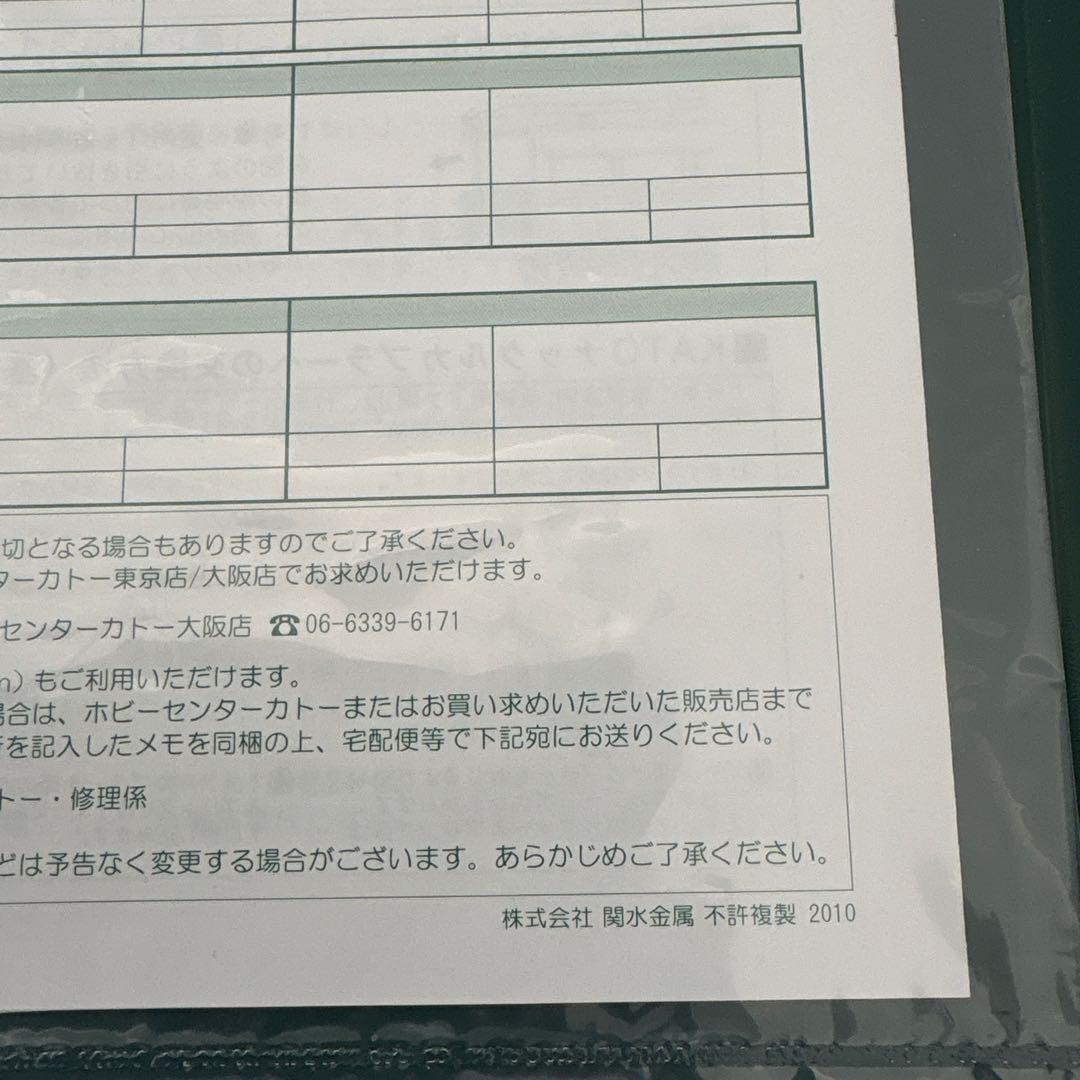 切となる場合もありますのでご了承ください。
ターカトー東京店/大阪店でお求めいただけます。
センターカトー大阪店 ☎06-6339-6171
m）もご利用いただけます。
場合は、ホビーセンターカトーまたはお買い求めいただいた販売店まで
を記入したメモを同梱の上、宅配便等で下記宛にお送りください。
トー・修理係
どは予告なく変更する場合がございます。あらかじめご了承ください。
株式会社 関水金属 不許複製 2010